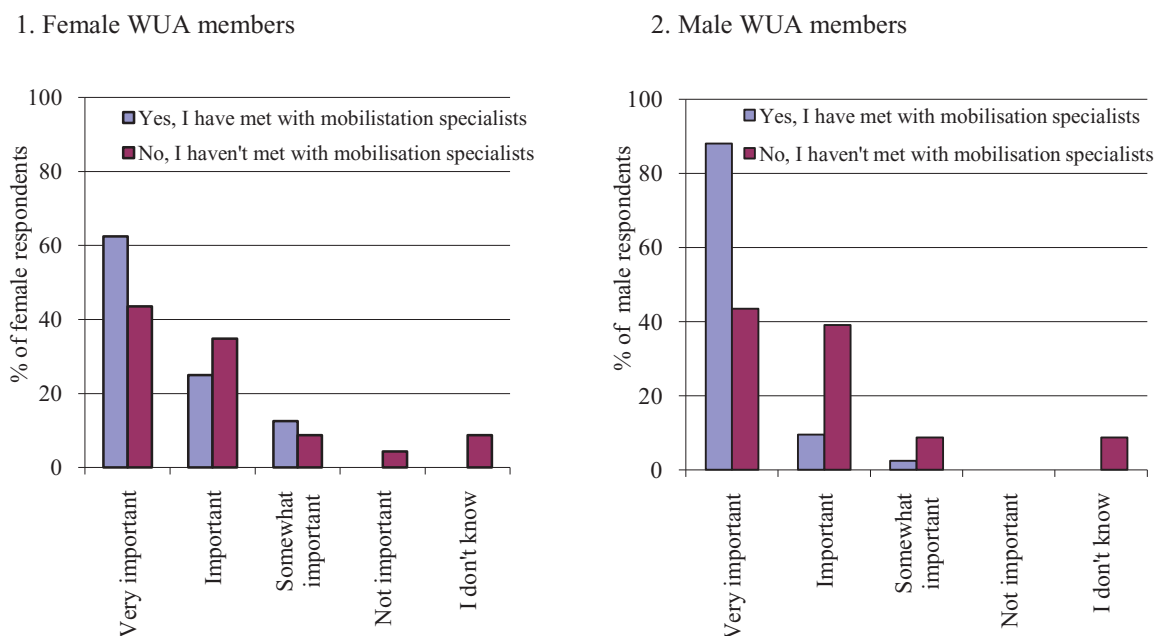 1. Female WUA members
100
80
60
40
20
0
% of female respondents
Yes, I have met with mobilistation specialists
No, I haven't met with mobilisation specialists
Very important
Important
Somewhat
important
Not important
I don't know
2. Male WUA members
100
80
60
40
20
0
% of male respondents
Yes, I have met with mobilisation specialists
No, I haven't met with mobilisation specialists
Very important
Important
Somewhat
important
Not important
I don't know